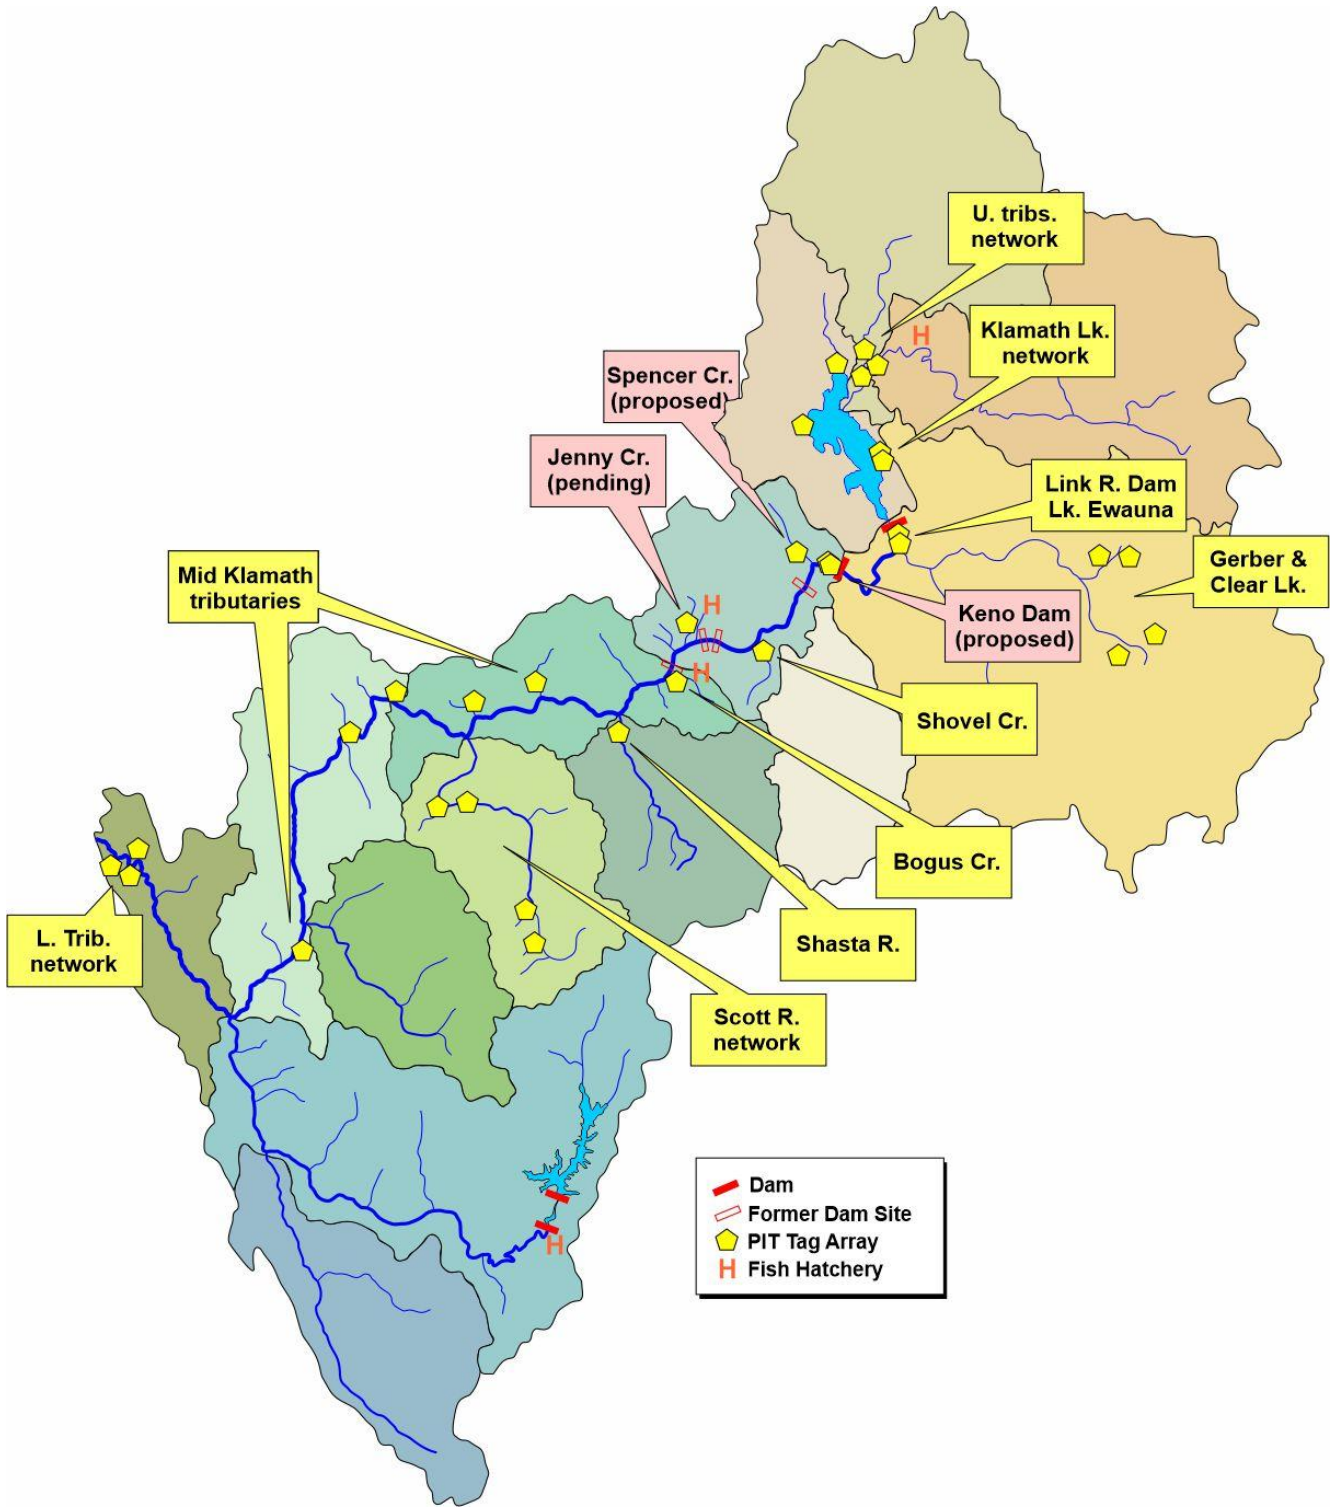 U. tribs.
network
Klamath Lk.
network
Spencer Cr.
(proposed)
H
Jenny Cr.
(pending)
Link R. Dam
Lk. Ewauna
Gerber &
Clear Lk.
Mid Klamath
tributaries
H
Keno Dam
(proposed)
H
Shovel Cr.
Bogus Cr.
L. Trib.
network
Shasta R.
Scott R.
network
H
Dam
Former Dam Site
PIT Tag Array
H Fish Hatchery